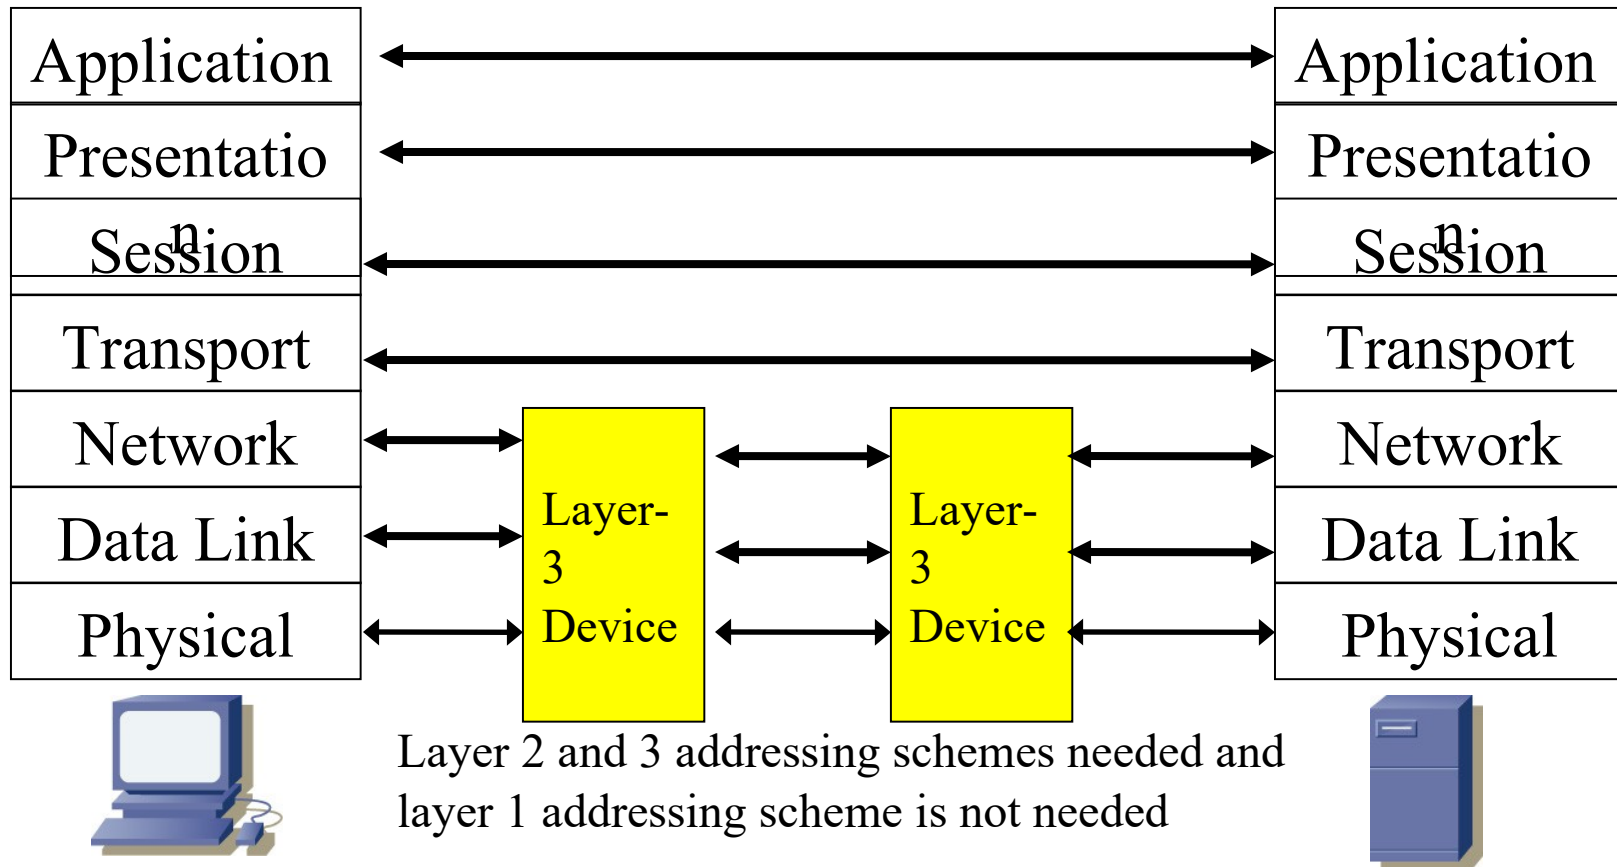 Application
Presentatio
n
Session
Transport
Network
Data Link
Physical
Layer-
3
Device
Layer-
3
Device
Application
Presentatio
n
Session
Transport
Network
Data Link
Physical
Layer 2 and 3 addressing schemes needed and
layer 1 addressing scheme is not needed